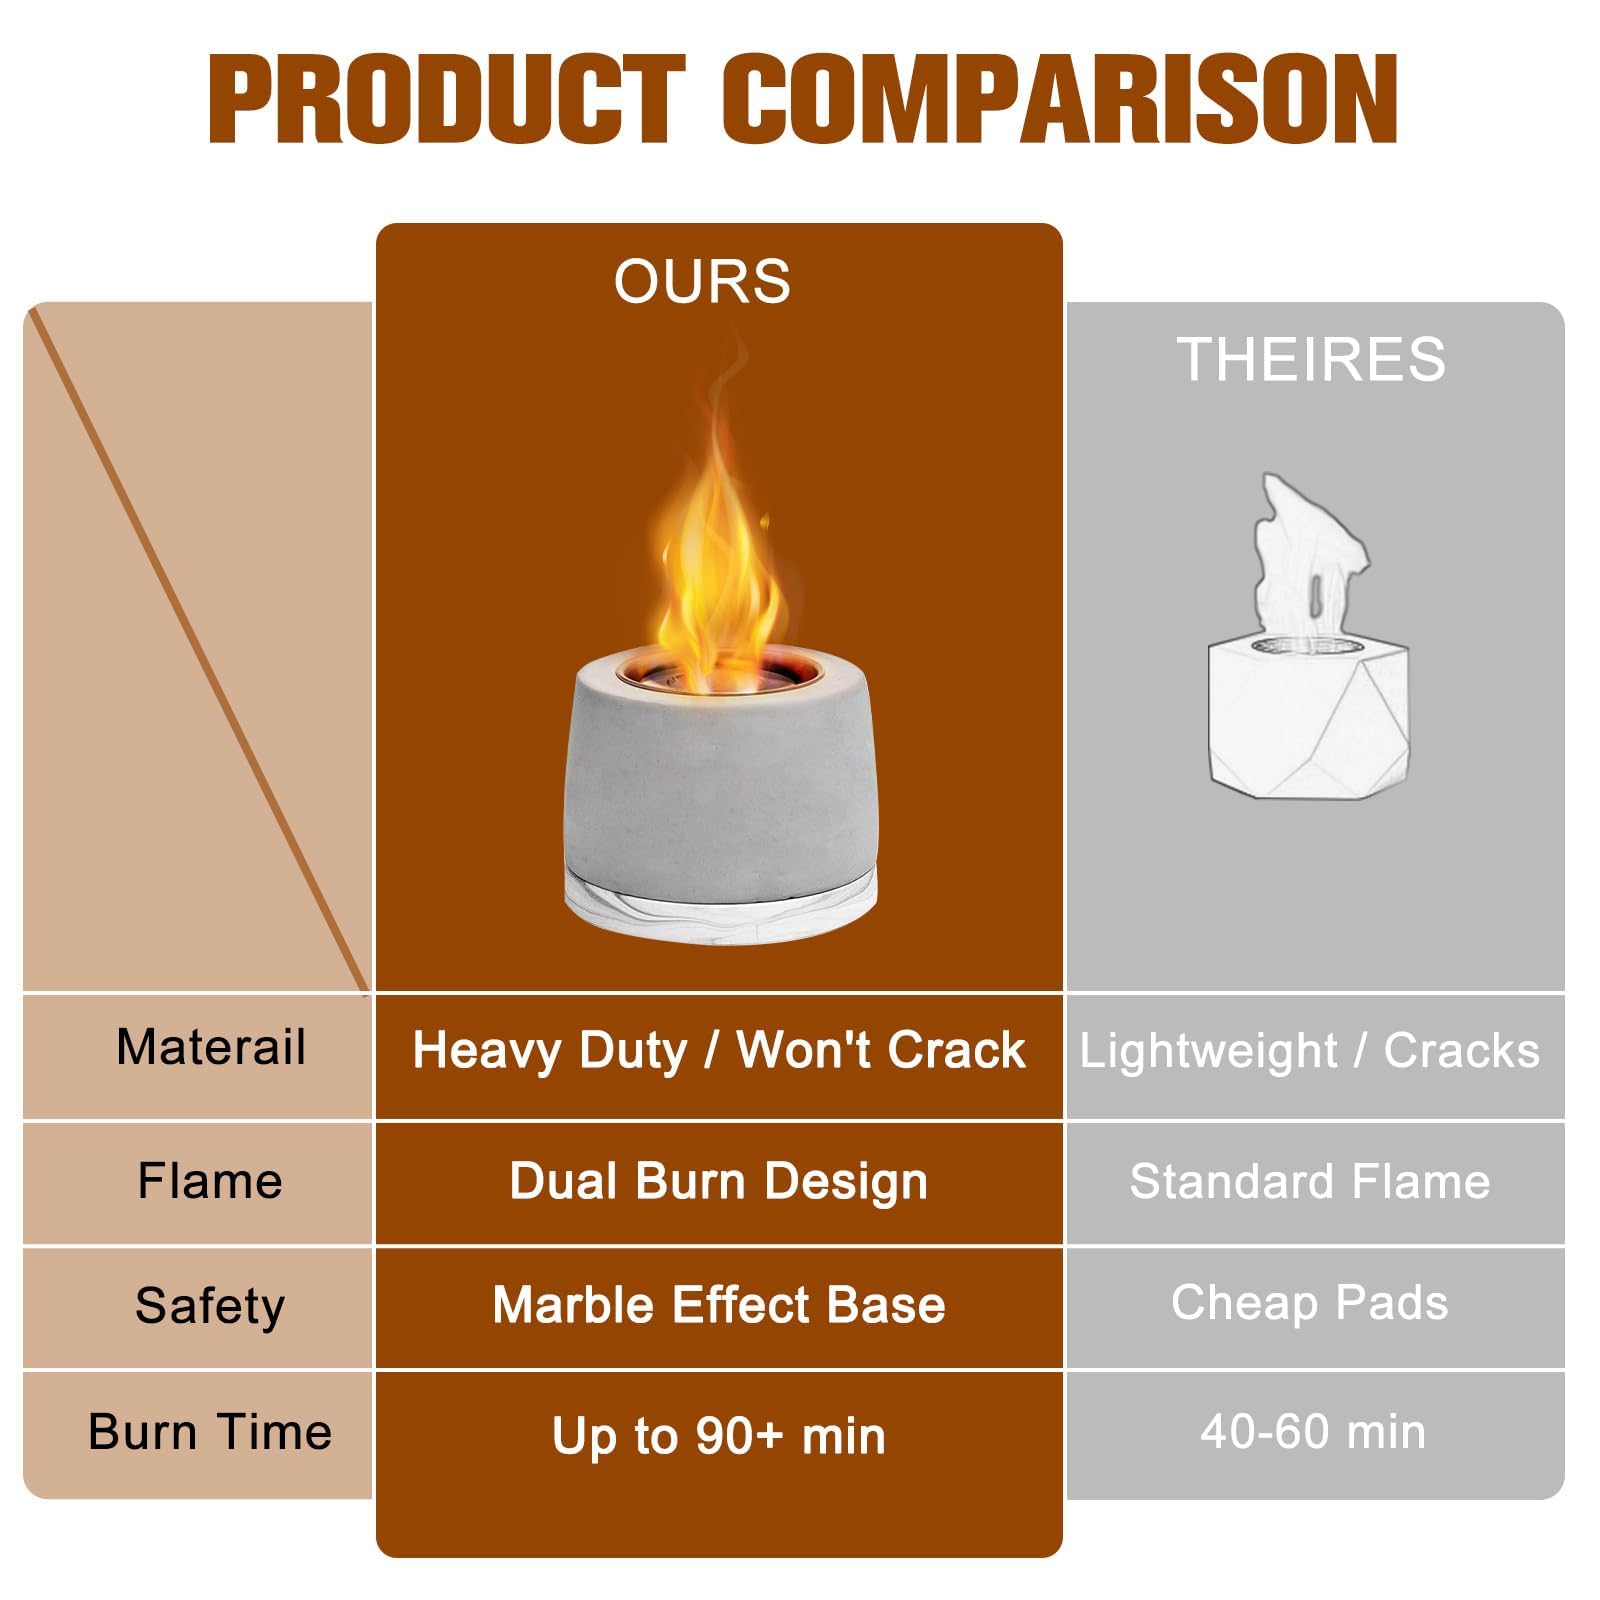 PRODUCT COMPARISON
OURS
THEIRES
Materail
Heavy Duty / Won't Crack
Lightweight / Cracks
Flame
Dual Burn Design
Standard Flame
Safety
Marble Effect Base
Cheap Pads
Burn Time
Up to 90+ min
40-60 min